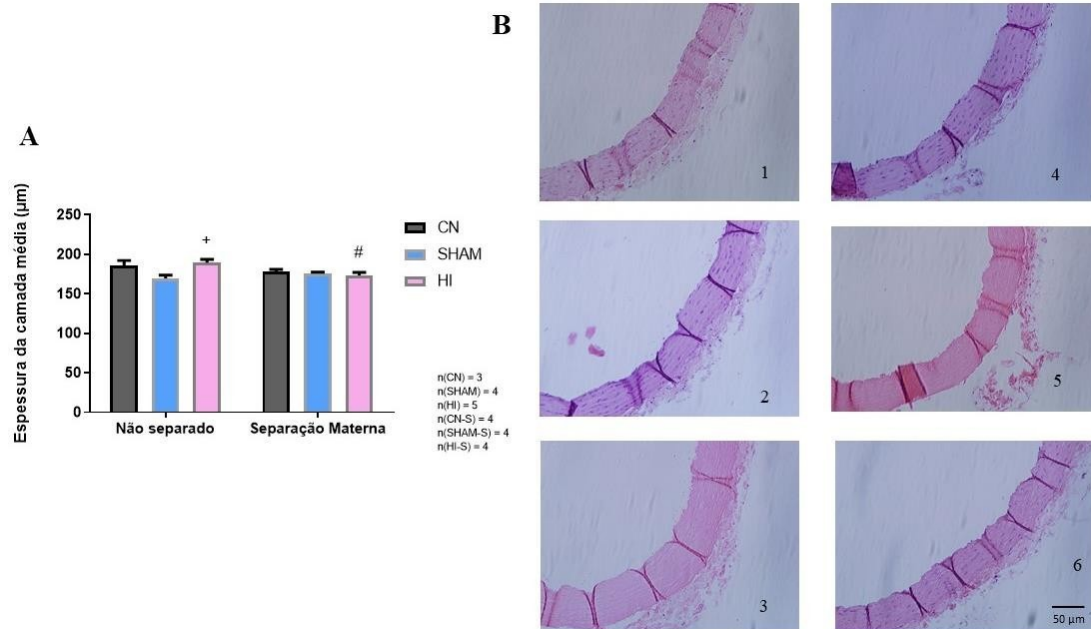 A
Espessura da camada média (µm)
250
200
150
100
50
0
+
#
Não separado
Separação Materna
CN
SHAM
HI
n(CN) = 3
n(SHAM) = 4
n(HI) = 5
n(CN-S) = 4
n(SHAM-S) = 4
n(HI-S) = 4
B
1
4
2
5
3
6
50 µm